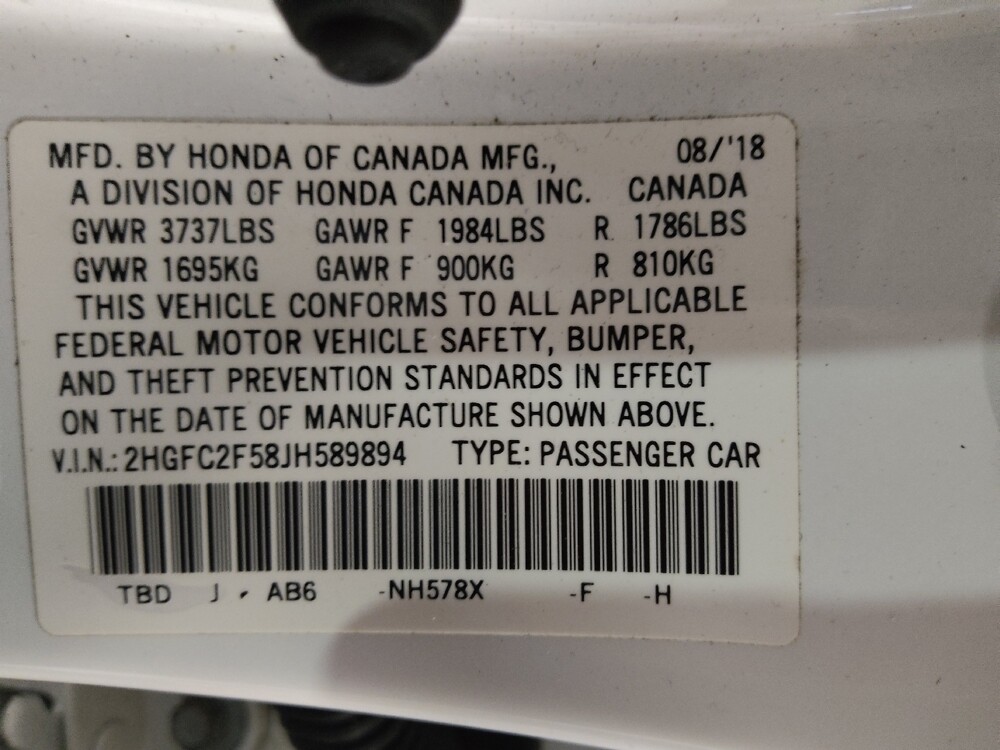 MFD. BY HONDA OF CANADA MFG., 08/'18
A DIVISION OF HONDA CANADA INC. CANADA
GVWR 3737LBS GAWR F 1984LBS R 1786LBS
GVWR 1695KG GAWR F 900KG R 810KG
THIS VEHICLE CONFORMS TO ALL APPLICABLE
FEDERAL MOTOR VEHICLE SAFETY, BUMPER,
AND THEFT PREVENTION STANDARDS IN EFFECT
ON THE DATE OF MANUFACTURE SHOWN ABOVE.
V.I.N.: 2HGFC2F58JH589894 TYPE: PASSENGER CAR
TBD J - AB6 -NH578X -F -H